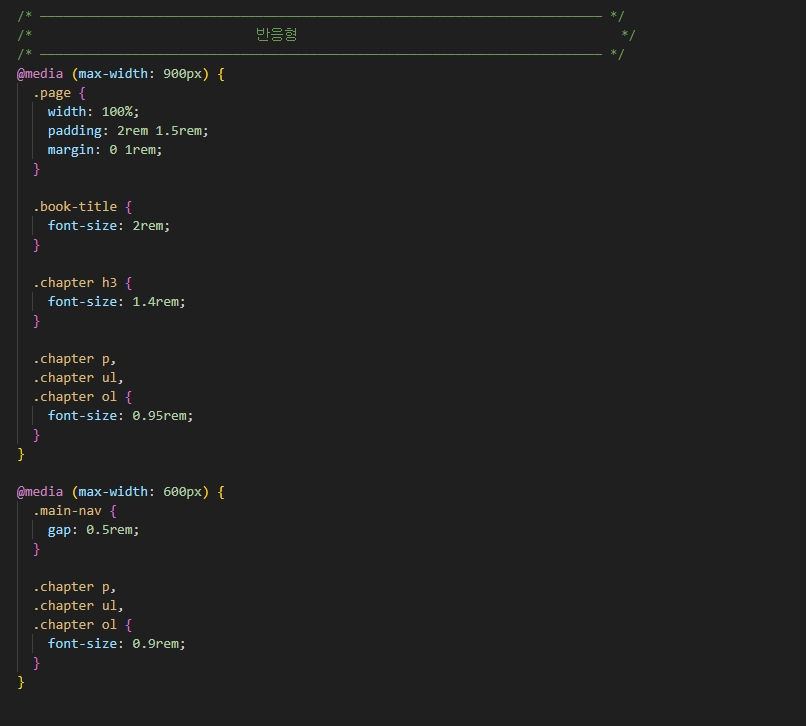 /* ─────────────────────────────────────────────────────────────────────────── */
/* 반응형 */
/* ─────────────────────────────────────────────────────────────────────────── */
@media (max-width: 900px) {
.page {
width: 100%;
padding: 2rem 1.5rem;
margin: 0 1rem;
}
.book-title {
font-size: 2rem;
}
.chapter h3 {
font-size: 1.4rem;
}
.chapter p,
.chapter ul,
.chapter ol {
font-size: 0.95rem;
}
}
@media (max-width: 600px) {
.main-nav {
gap: 0.5rem;
}
.chapter p,
.chapter ul,
.chapter ol {
font-size: 0.9rem;
}
}